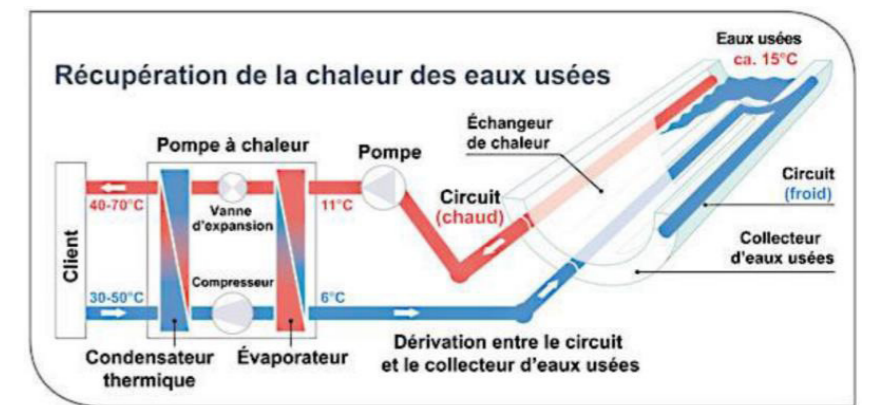 Récupération de la chaleur des eaux usées
Eaux usées
ca. 15°C
Échangeur
de chaleur
Pompe à chaleur
Pompe
Circuit
(chaud)
Circuit
(froid)
Collecteur
d'eaux usées
Client
40-70°C
Vanne
d'expansion
11°C
30-50°C
Compresseur
6°C
Condensateur
thermique
Évaporateur
Dérivation entre le circuit
et le collecteur d'eaux usées